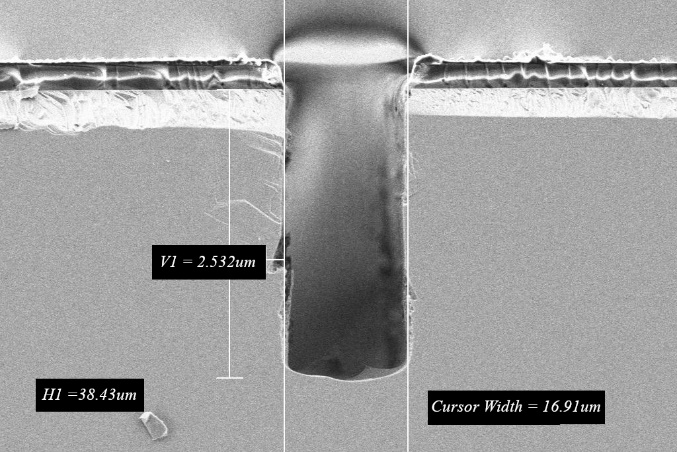 V1 = 2.532um
H1 =38.43um
Cursor Width = 16.91um